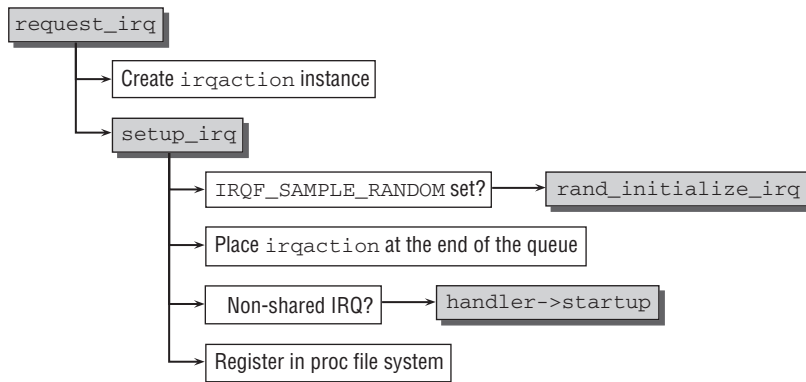 request_irq
Create irqaction instance
setup_irq
IRQF_SAMPLE_RANDOM set?
rand_initialize_irq
Place irqaction at the end of the queue
Non-shared IRQ?
handler->startup
Register in proc file system